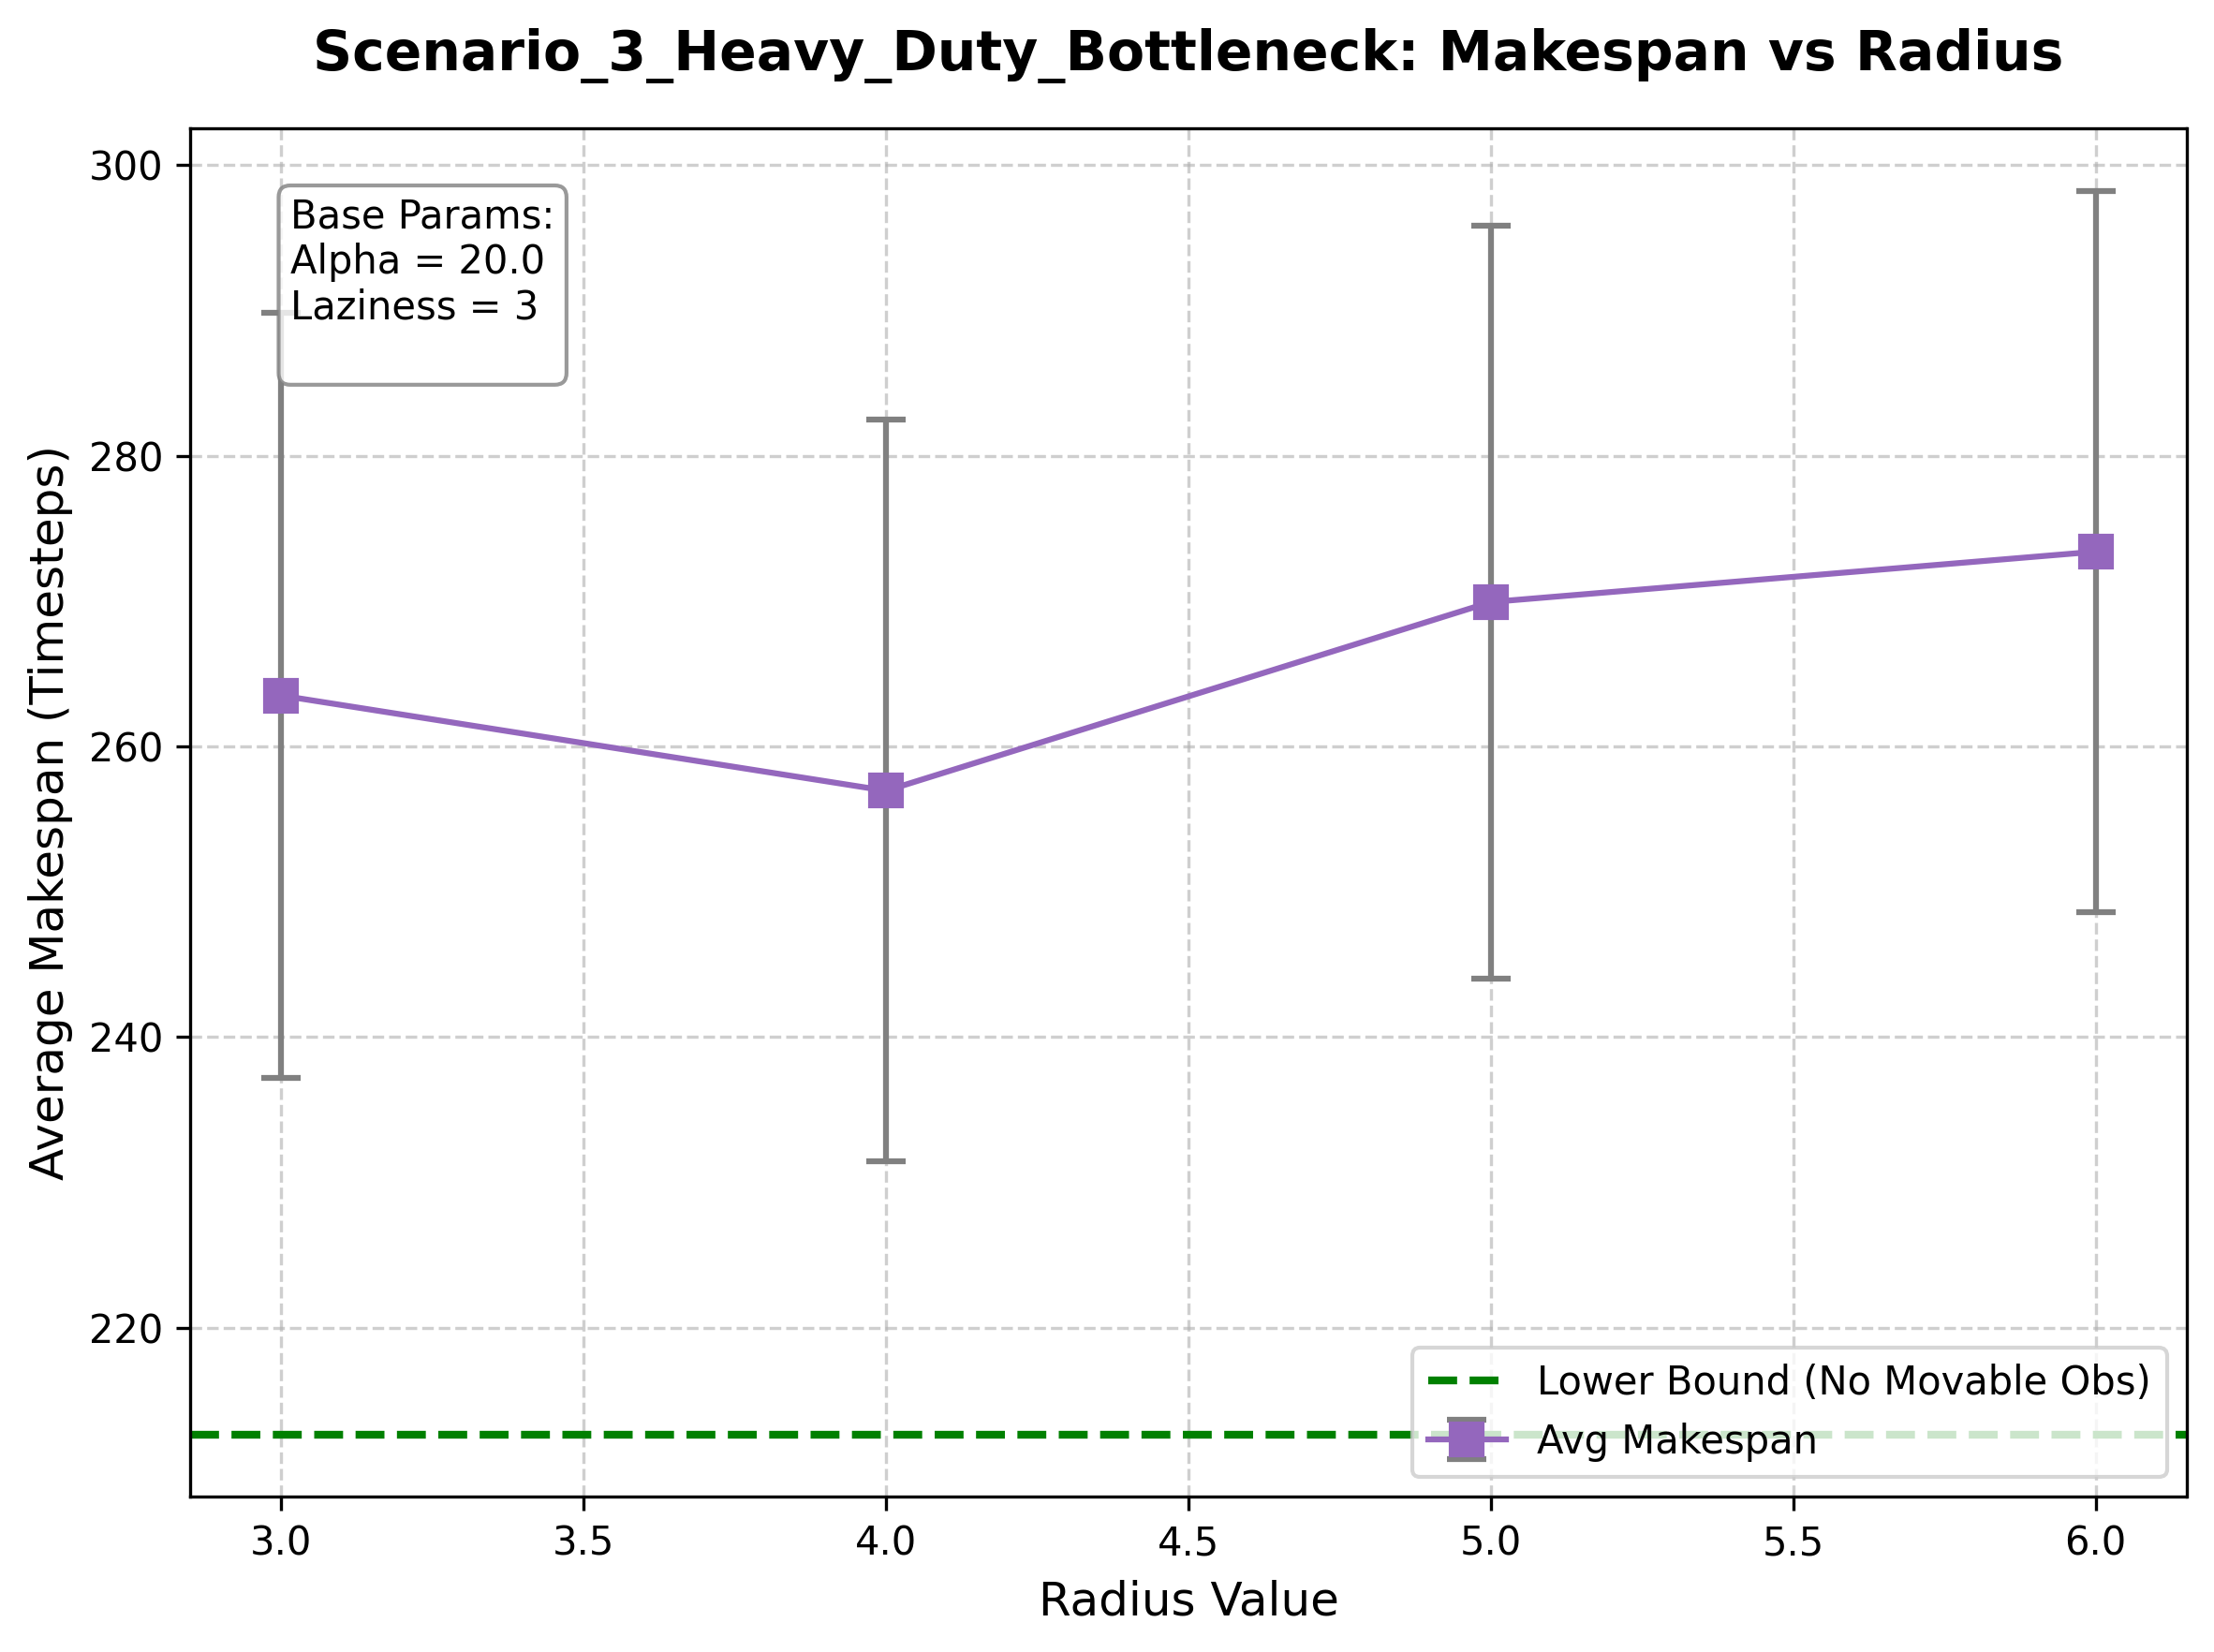 Scenario_3_Heavy_Duty_Bottleneck: Makespan vs Radius
Average Makespan (Timesteps)
300
280
260
240
220
Base Params:
Alpha = 20.0
Laziness = 3
Lower Bound (No Movable Obs)
Avg Makespan
3.0
3.5
4.0
4.5
5.0
5.5
6.0
Radius Value